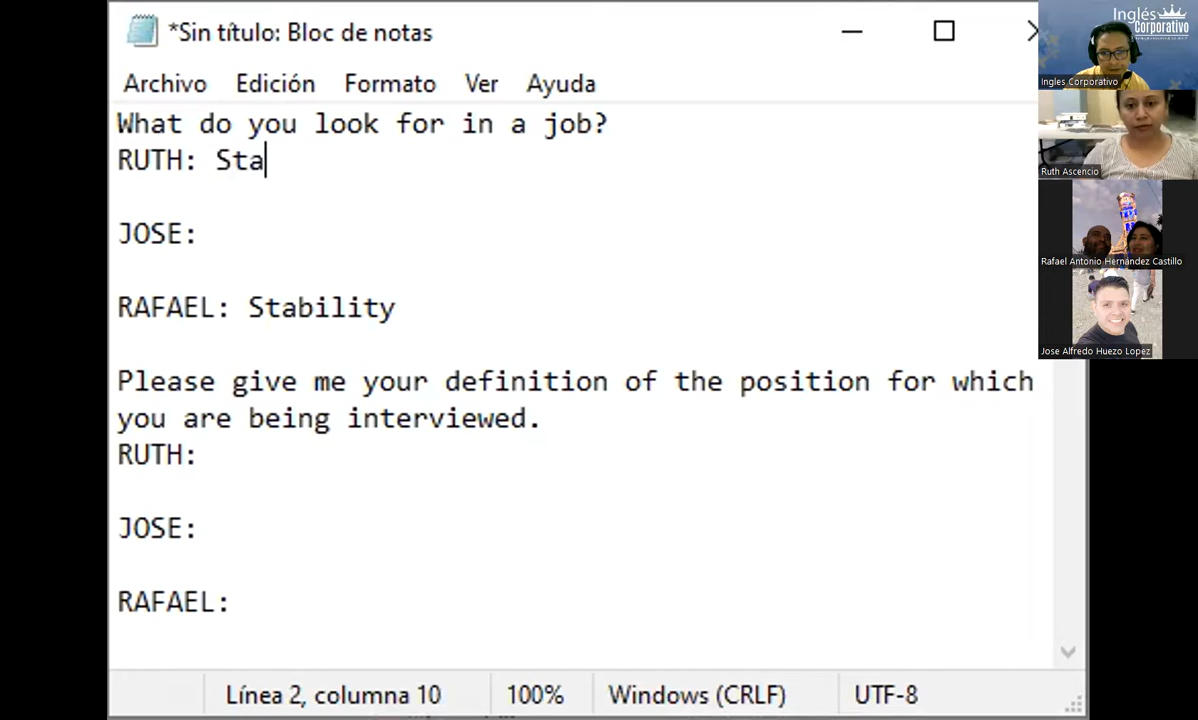 *Sin título: Bloc de notas
Archivo Edición Formato Ver Ayuda
What do you look for in a job?
RUTH: Sta
JOSE:
RAFAEL: Stability
Please give me your definition of the position for which
you are being interviewed.
RUTH:
JOSE:
RAFAEL:
Línea 2, columna 10 100% Windows (CRLF) UTF-8
Inglés
Corporativo
Ingles Corporativo
Ruth Ascencio
Rafael Antonio Hernández Castillo
Jose Alfredo Huezo Lopez